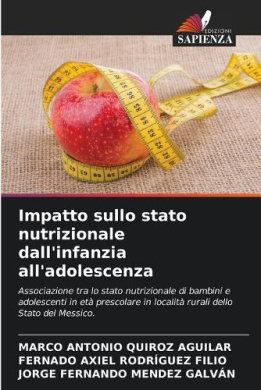 EDIZIONI
SAPIENZA
Impatto sullo stato
nutrizionale
dall'infanzia
all'adolescenza
Associazione tra lo stato nutrizionale di bambini e
adolescenti in età prescolare in località rurali dello
Stato del Messico.
MARCO ANTONIO QUIROZ AGUILAR
FERNADO AXIEL RODRÍGUEZ FILIO
JORGE FERNANDO MENDEZ GALVÁN